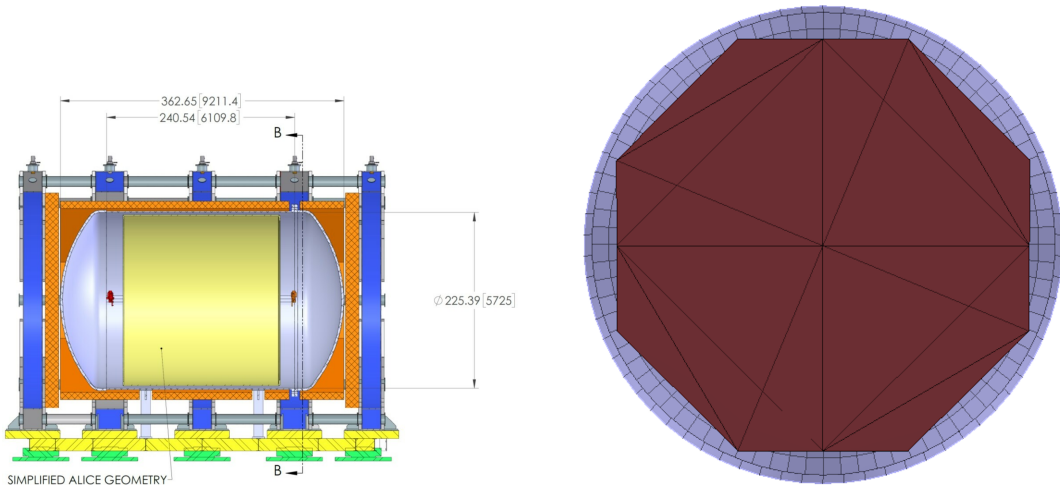 362.65[9211.4]
240.54[6109.8]
B
∅225.39[5725]
B
SIMPLIFIED ALICE GEOMETRY